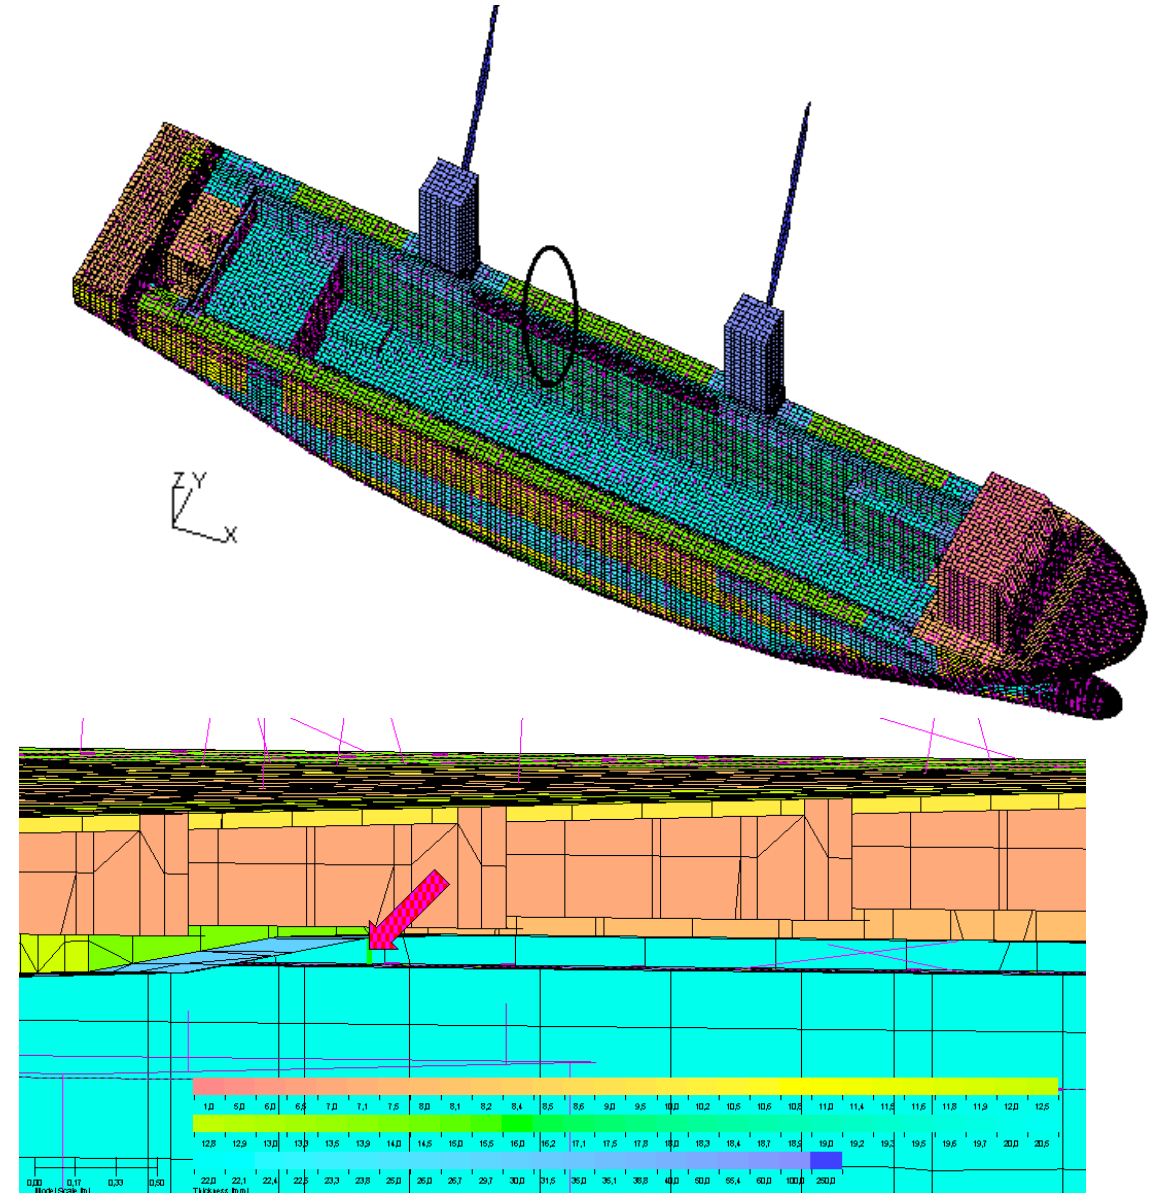 Z Y
X
1,0 5,0 6,0 6,5 7,0 7,1 7,5 8,0 8,1 8,2 8,4 8,5 8,6 9,0 9,5 10,0 10,2 10,5 10,6 10,8 11,0 11,4 11,5 11,6 11,8 11,9 12,0 12,5
12,8 12,9 13,0 13,3 13,5 13,9 14,0 14,5 15,0 15,5 16,0 16,2 17,1 17,5 17,8 18,0 18,3 18,4 18,7 18,9 19,0 19,2 19,5 19,6 19,7 20,0 20,5
22,0 22,1 22,4 22,5 23,3 23,8 25,0 26,0 26,7 29,7 30,0 31,5 35,0 35,1 38,8 40,0 50,0 55,4 60,0 100,0 250,0
0,00 0,17 0,33 0,50
Model Scale [m]
Thickness [mm]